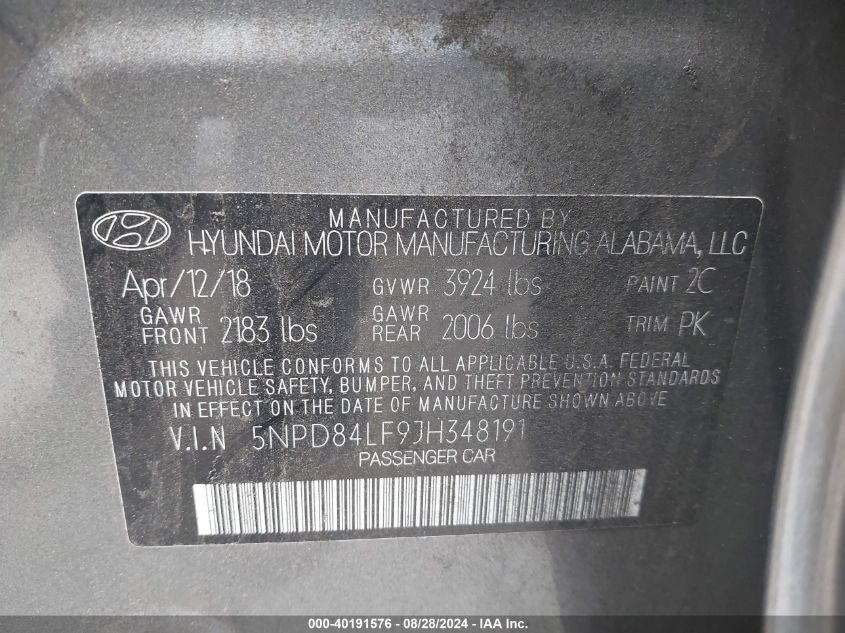 MANUFACTURED BY
HYUNDAI MOTOR MANUFACTURING ALABAMA, LLC
Apr/12/18 GVWR 3924 lbs PAINT 2C
GAWR FRONT 2183 lbs GAWR REAR 2006 lbs TRIM PK
THIS VEHICLE CONFORMS TO ALL APPLICABLE U.S.A. FEDERAL
MOTOR VEHICLE SAFETY, BUMPER, AND THEFT PREVENTION STANDARDS
IN EFFECT ON THE DATE OF MANUFACTURE SHOWN ABOVE
V.I.N 5NPD84LF9JH348191
PASSENGER CAR
000-40191576 - 08/28/2024 - IAA Inc.